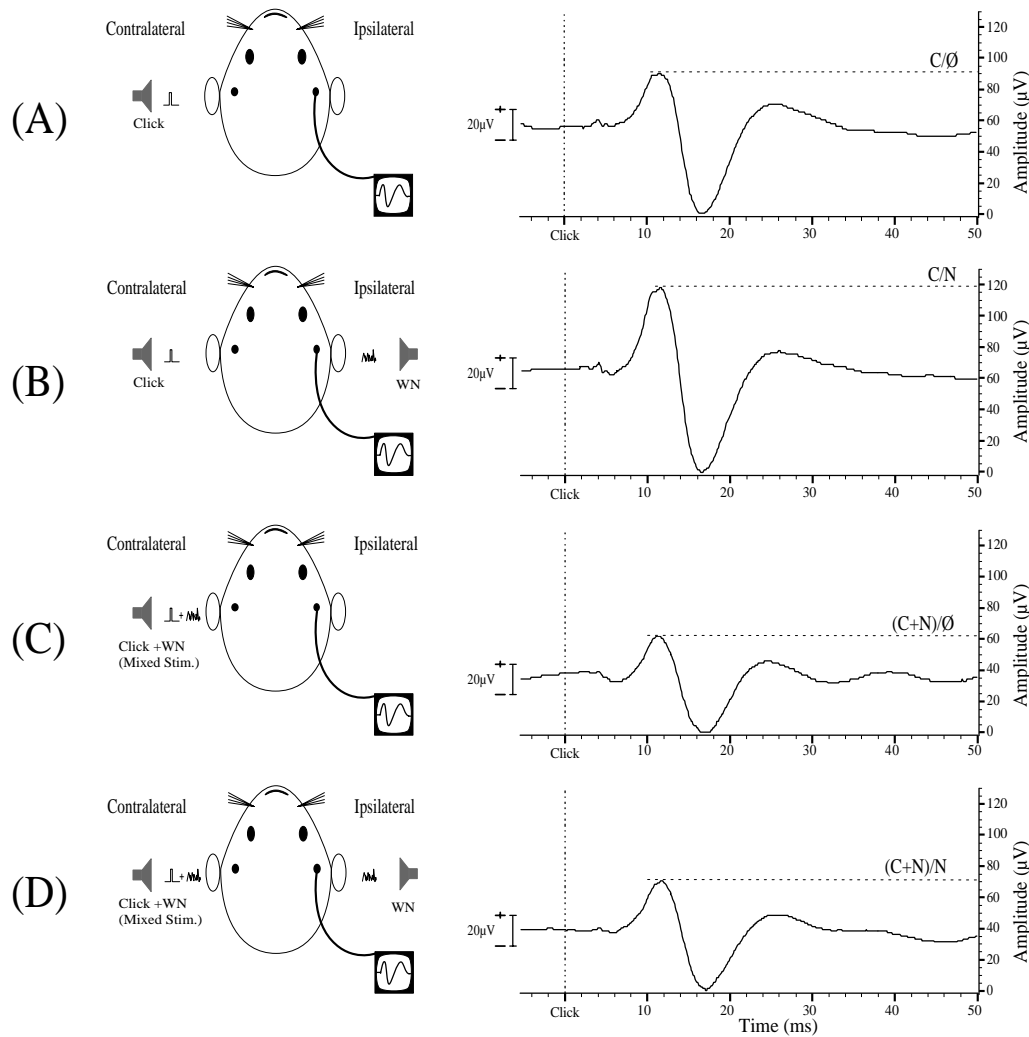 (A)
Contralateral
Ipsilateral
Click
20µV
+
C/Ø
120
100
80
60
40
20
0
Amplitude (µV)
Click
10
20
30
40
50
(B)
Contralateral
Ipsilateral
Click
WN
20µV
+
C/N
120
100
80
60
40
20
0
Amplitude (µV)
Click
10
20
30
40
50
(C)
Contralateral
Ipsilateral
+
Click +WN
(Mixed Stim.)
20µV
+
(C+N)/Ø
120
100
80
60
40
20
0
Amplitude (µV)
Click
10
20
30
40
50
(D)
Contralateral
Ipsilateral
+
Click +WN
(Mixed Stim.)
WN
20µV
+
(C+N)/N
120
100
80
60
40
20
0
Amplitude (µV)
Click
10
20
30
40
50
Time (ms)